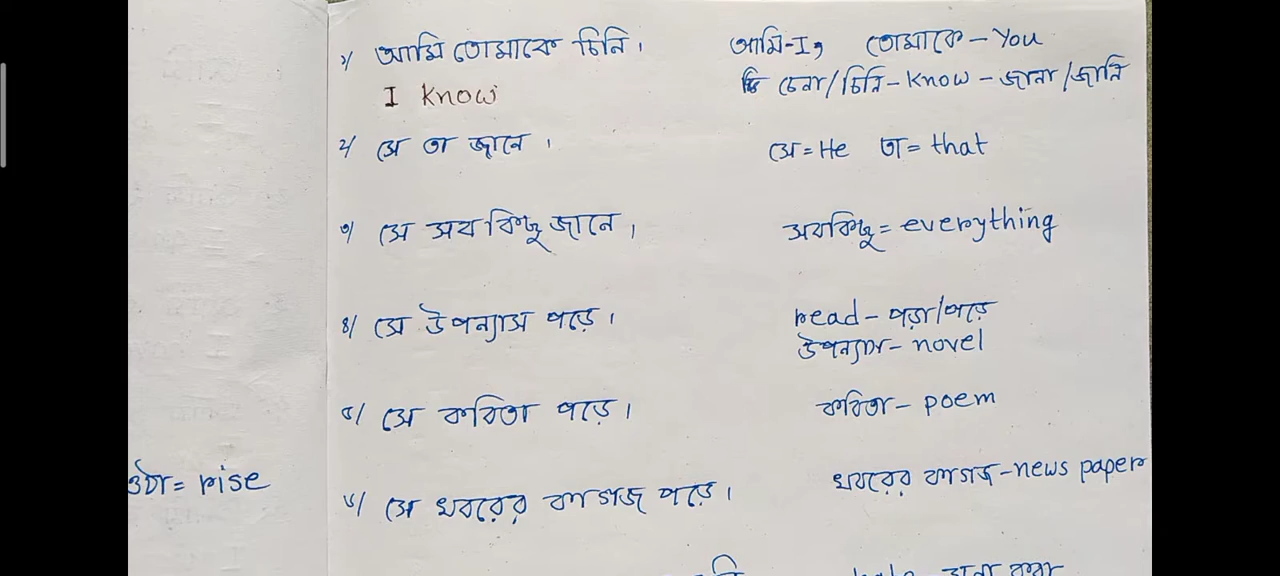 ১/ আমি তোমাকে চিনি। আমি-I, তোমাকে - You
I know চেনা/চিনি - know - জানা/জানি
২/ সে তা জানে। সে = He তা = that
৩/ সে সবকিছু জানে। সবকিছু = everything
৪/ সে উপন্যাস পড়ে। read - পড়া/পড়ে
উপন্যাস - novel
৫/ সে কবিতা পড়ে। কবিতা - poem
ওঠা = rise ৬/ সে খবরের কাগজ পড়ে। খবরের কাগজ - news paper